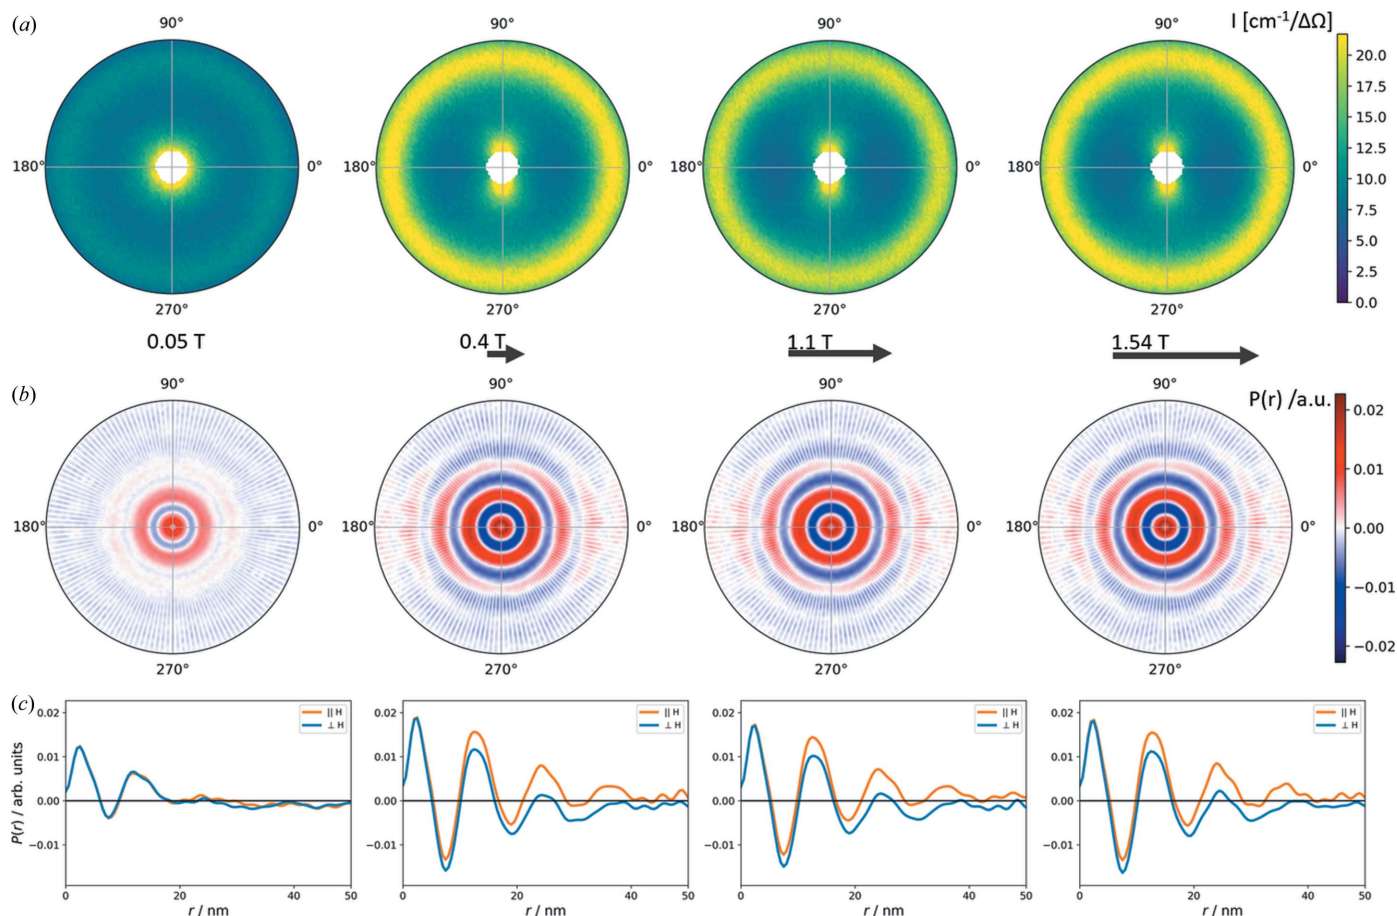 (a)
90° 90° 90° 90° I [cm⁻¹/ΔΩ]
20.0
17.5
15.0
180° 0° 180° 0° 180° 0° 180° 0° 12.5
10.0
7.5
5.0
2.5
0.0
270° 270° 270° 270°
0.05 T 0.4 T 1.1 T 1.54 T
(b)
90° 90° 90° 90° P(r) /a.u.
0.02
0.01
180° 0° 180° 0° 180° 0° 180° 0° 0.00
−0.01
−0.02
270° 270° 270° 270°
(c)
0.02 0.02 0.02 0.02
|| H || H || H || H
⊥ H ⊥ H ⊥ H ⊥ H
0.01 0.01 0.01 0.01
P(r) / arb. units
0.00 0.00 0.00 0.00
−0.01 −0.01 −0.01 −0.01
0 20 40 50 0 20 40 50 0 20 40 50 0 20 40 50
r / nm r / nm r / nm r / nm